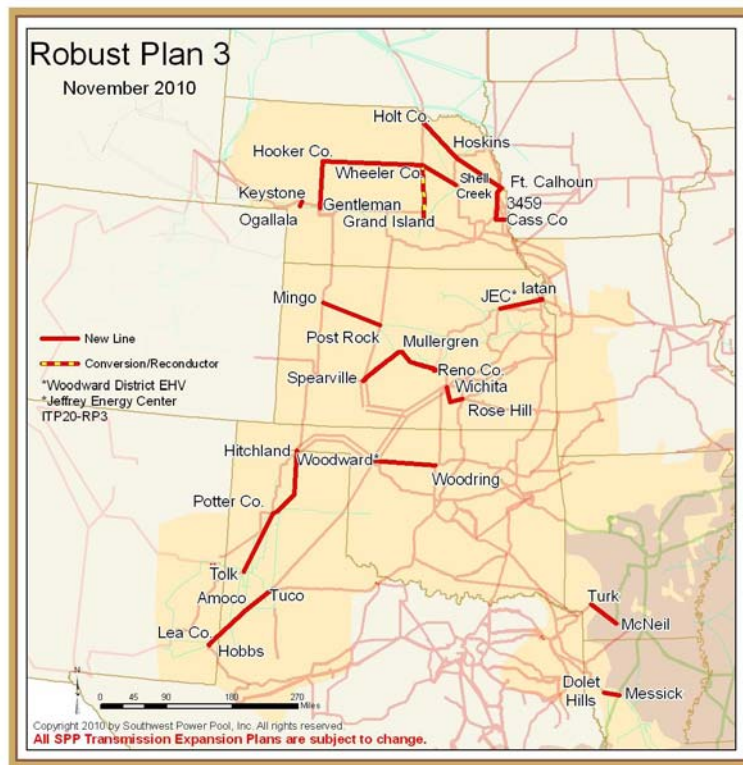 Robust Plan 3
November 2010
Holt Co.
Hoskins
Hooker Co.
Wheeler Co.
Shell
Creek
Ft. Calhoun
Keystone
Gentleman
3459
Ogallala
Grand Island
Cass Co
Mingo
JEC*
Iatan
New Line
Post Rock
Mullergren
Conversion/Reconductor
Spearville
Reno Co.
*Woodward District EHV
Wichita
*Jeffrey Energy Center
Rose Hill
ITP20-RP3
Hitchland
Woodward*
Woodring
Potter Co.
Tolk
Amoco
Tuco
Turk
Lea Co.
McNeil
Hobbs
Dolet
Hills
Messick
N
0 45 90 180 270
Miles
Copyright 2010 by Southwest Power Pool, Inc. All rights reserved.
All SPP Transmission Expansion Plans are subject to change.